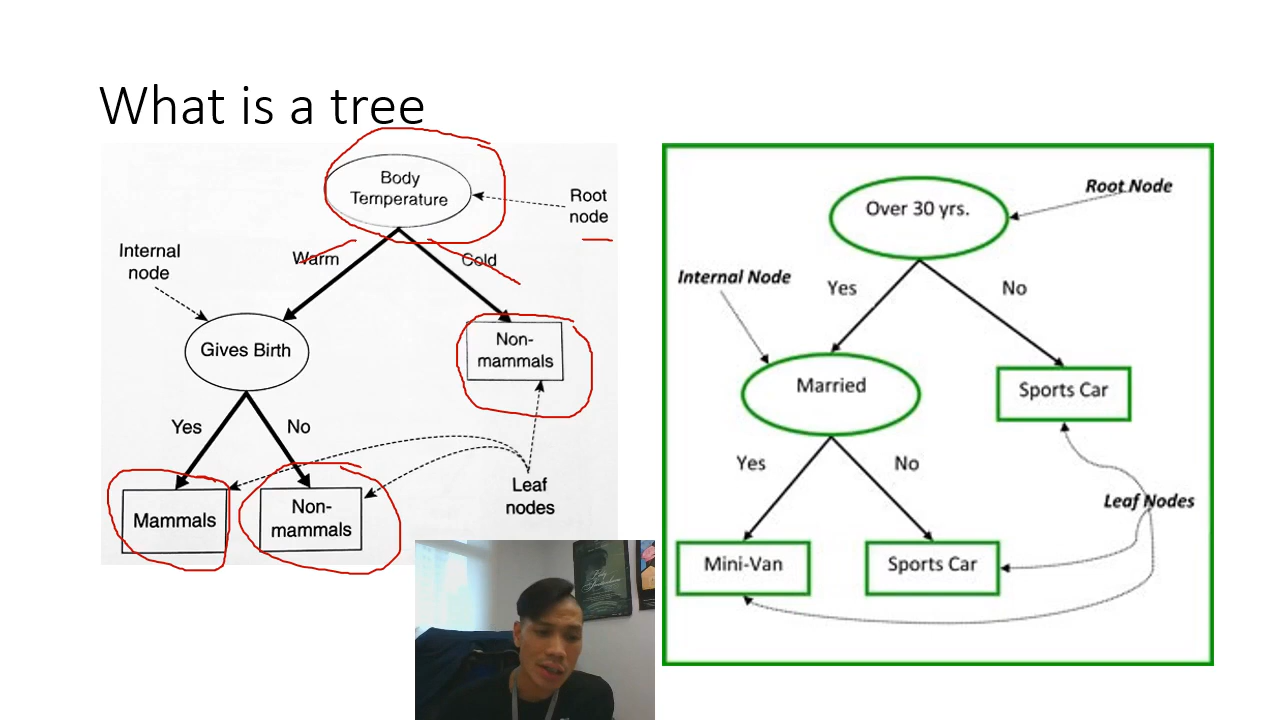 What is a tree
Body
Temperature
Root
node
Warm
Cold
Internal
node
Gives Birth
Non-
mammals
Yes
No
Mammals
Non-
mammals
Leaf
nodes
Over 30 yrs.
Root Node
Internal Node
Yes
No
Married
Sports Car
Yes
No
Leaf Nodes
Mini-Van
Sports Car